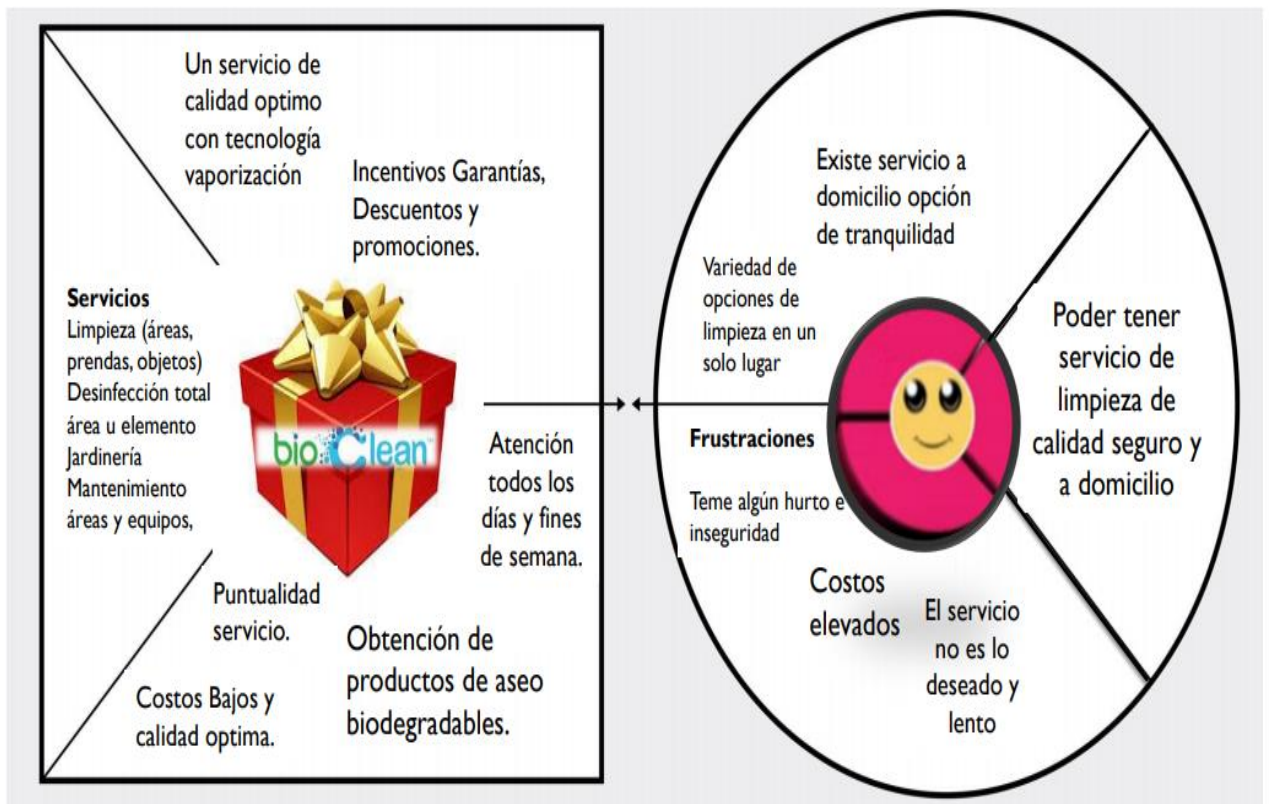 Un servicio de
calidad optimo
con tecnología
vaporización
Incentivos Garantías,
Descuentos y
promociones.
Servicios
Limpieza (áreas,
prendas, objetos)
Desinfección total
área u elemento
Jardinería
Mantenimiento
áreas y equipos,
bio Clean™
Atención
todos los
días y fines
de semana.
Puntualidad
servicio.
Obtención de
productos de aseo
biodegradables.
Costos Bajos y
calidad optima.
Existe servicio a
domicilio opción
de tranquilidad
Variedad de
opciones de
limpieza en un
solo lugar
Poder tener
servicio de
limpieza de
calidad seguro y
a domicilio
Frustraciones
Teme algún hurto e
inseguridad
Costos
elevados
El servicio
no es lo
deseado y
lento